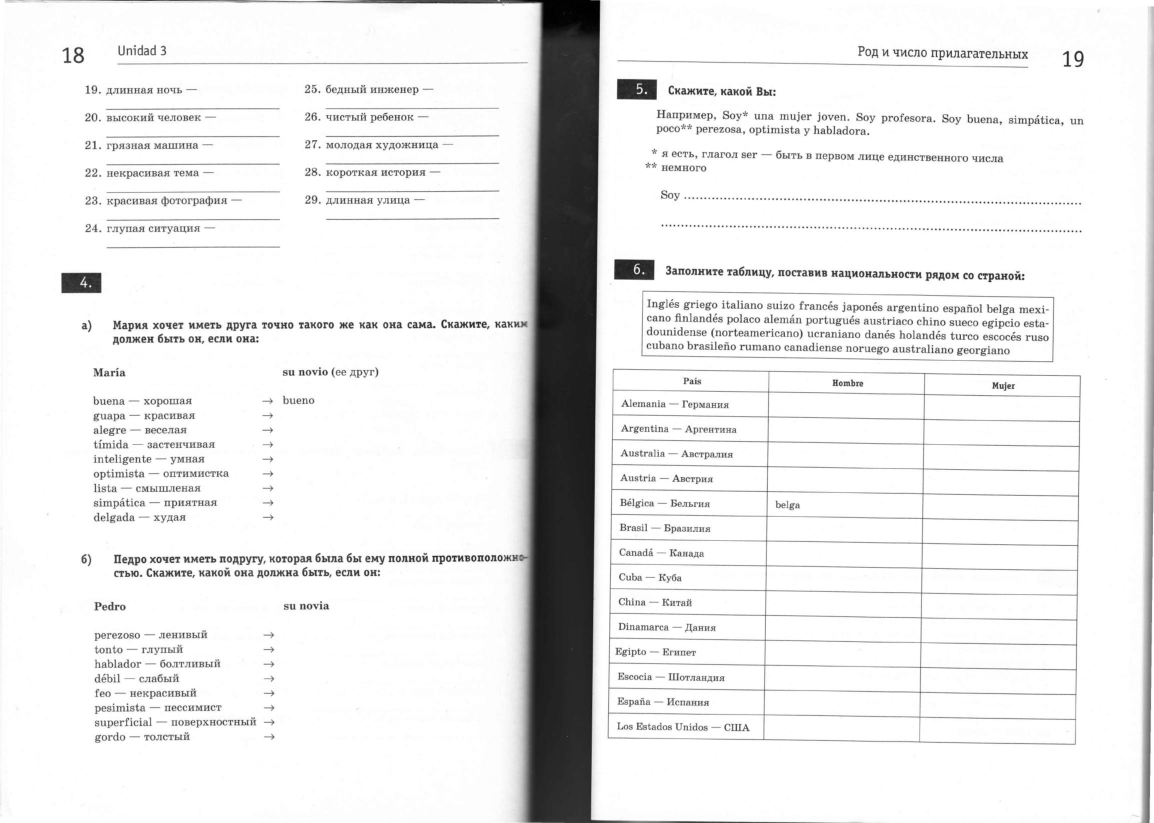 18 Unidad 3
19. длинная ночь —
20. высокий человек —
21. грязная машина —
22. некрасивая тема —
23. красивая фотография —
24. глупая ситуация —
25. бедный инженер —
26. чистый ребенок —
27. молодая художница —
28. короткая история —
29. длинная улица —
4.
а) Мария хочет иметь друга точно такого же как она сама. Скажите, каким
должен быть он, если она:
María su novio (ее друг)
buena — хорошая → bueno
guapa — красивая →
alegre — веселая →
tímida — застенчивая →
inteligente — умная →
optimista — оптимистка →
lista — смышленая →
simpática — приятная →
delgada — худая →
б) Педро хочет иметь подругу, которая была бы ему полной противоположно-
стью. Скажите, какой она должна быть, если он:
Pedro su novia
perezoso — ленивый →
tonto — глупый →
hablador — болтливый →
débil — слабый →
feo — некрасивый →
pesimista — пессимист →
superficial — поверхностный →
gordo — толстый →
Род и число прилагательных 19
5. Скажите, какой Вы:
Например, Soy* una mujer joven. Soy profesora. Soy buena, simpática, un
poco** perezosa, optimista y habladora.
* я есть, глагол ser — быть в первом лице единственного числа
** немного
Soy
6. Заполните таблицу, поставив национальности рядом со страной:
Inglés griego italiano suizo francés japonés argentino español belga mexi-
cano finlandés polaco alemán portugués austriaco chino sueco egipcio esta-
dounidense (norteamericano) ucraniano danés holandés turco escocés ruso
cubano brasileño rumano canadiense noruego australiano georgiano
País Hombre Mujer
Alemania — Германия
Argentina — Аргентина
Australia — Австралия
Austria — Австрия
Bélgica — Бельгия belga
Brasil — Бразилия
Canadá — Канада
Cuba — Куба
China — Китай
Dinamarca — Дания
Egipto — Египет
Escocia — Шотландия
España — Испания
Los Estados Unidos — США